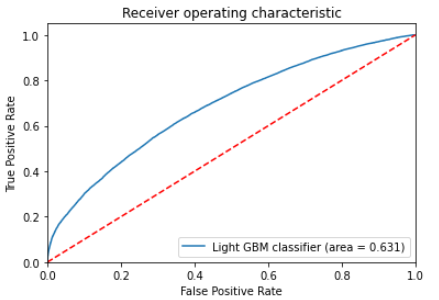 Receiver operating characteristic
1.0
0.8
0.6
0.4
0.2
0.0
True Positive Rate
Light GBM classifier (area = 0.631)
0.0 0.2 0.4 0.6 0.8 1.0
False Positive Rate